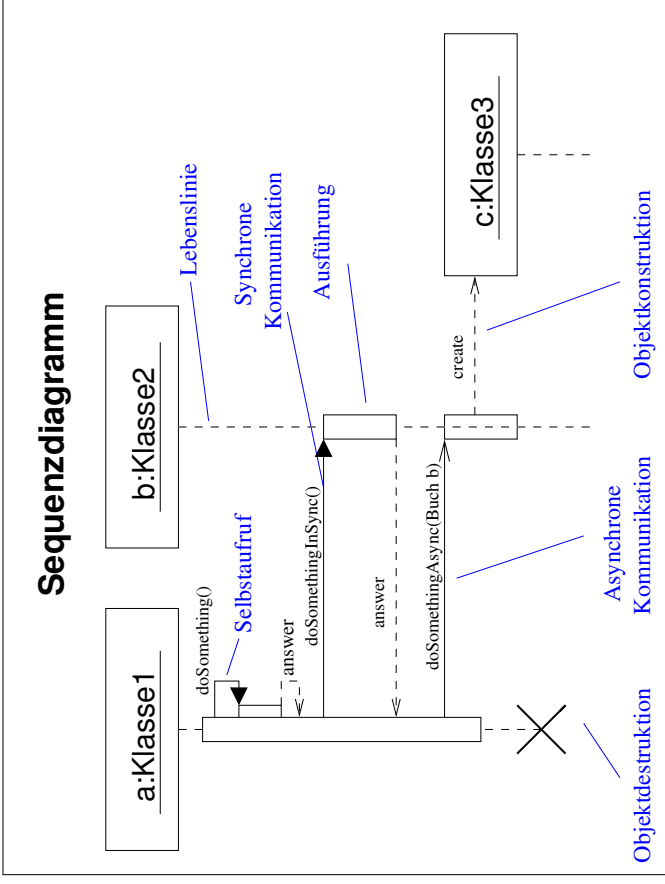 Sequenzdiagramm
a:Klasse1
b:Klasse2
Lebenslinie
doSomething()
Selbstaufruf
answer
Synchrone
Kommunikation
doSomethingInSync()
Ausführung
answer
c:Klasse3
create
doSomethingAsync(Buch b)
Objektdestruktion
Asynchrone
Kommunikation
Objektkonstruktion